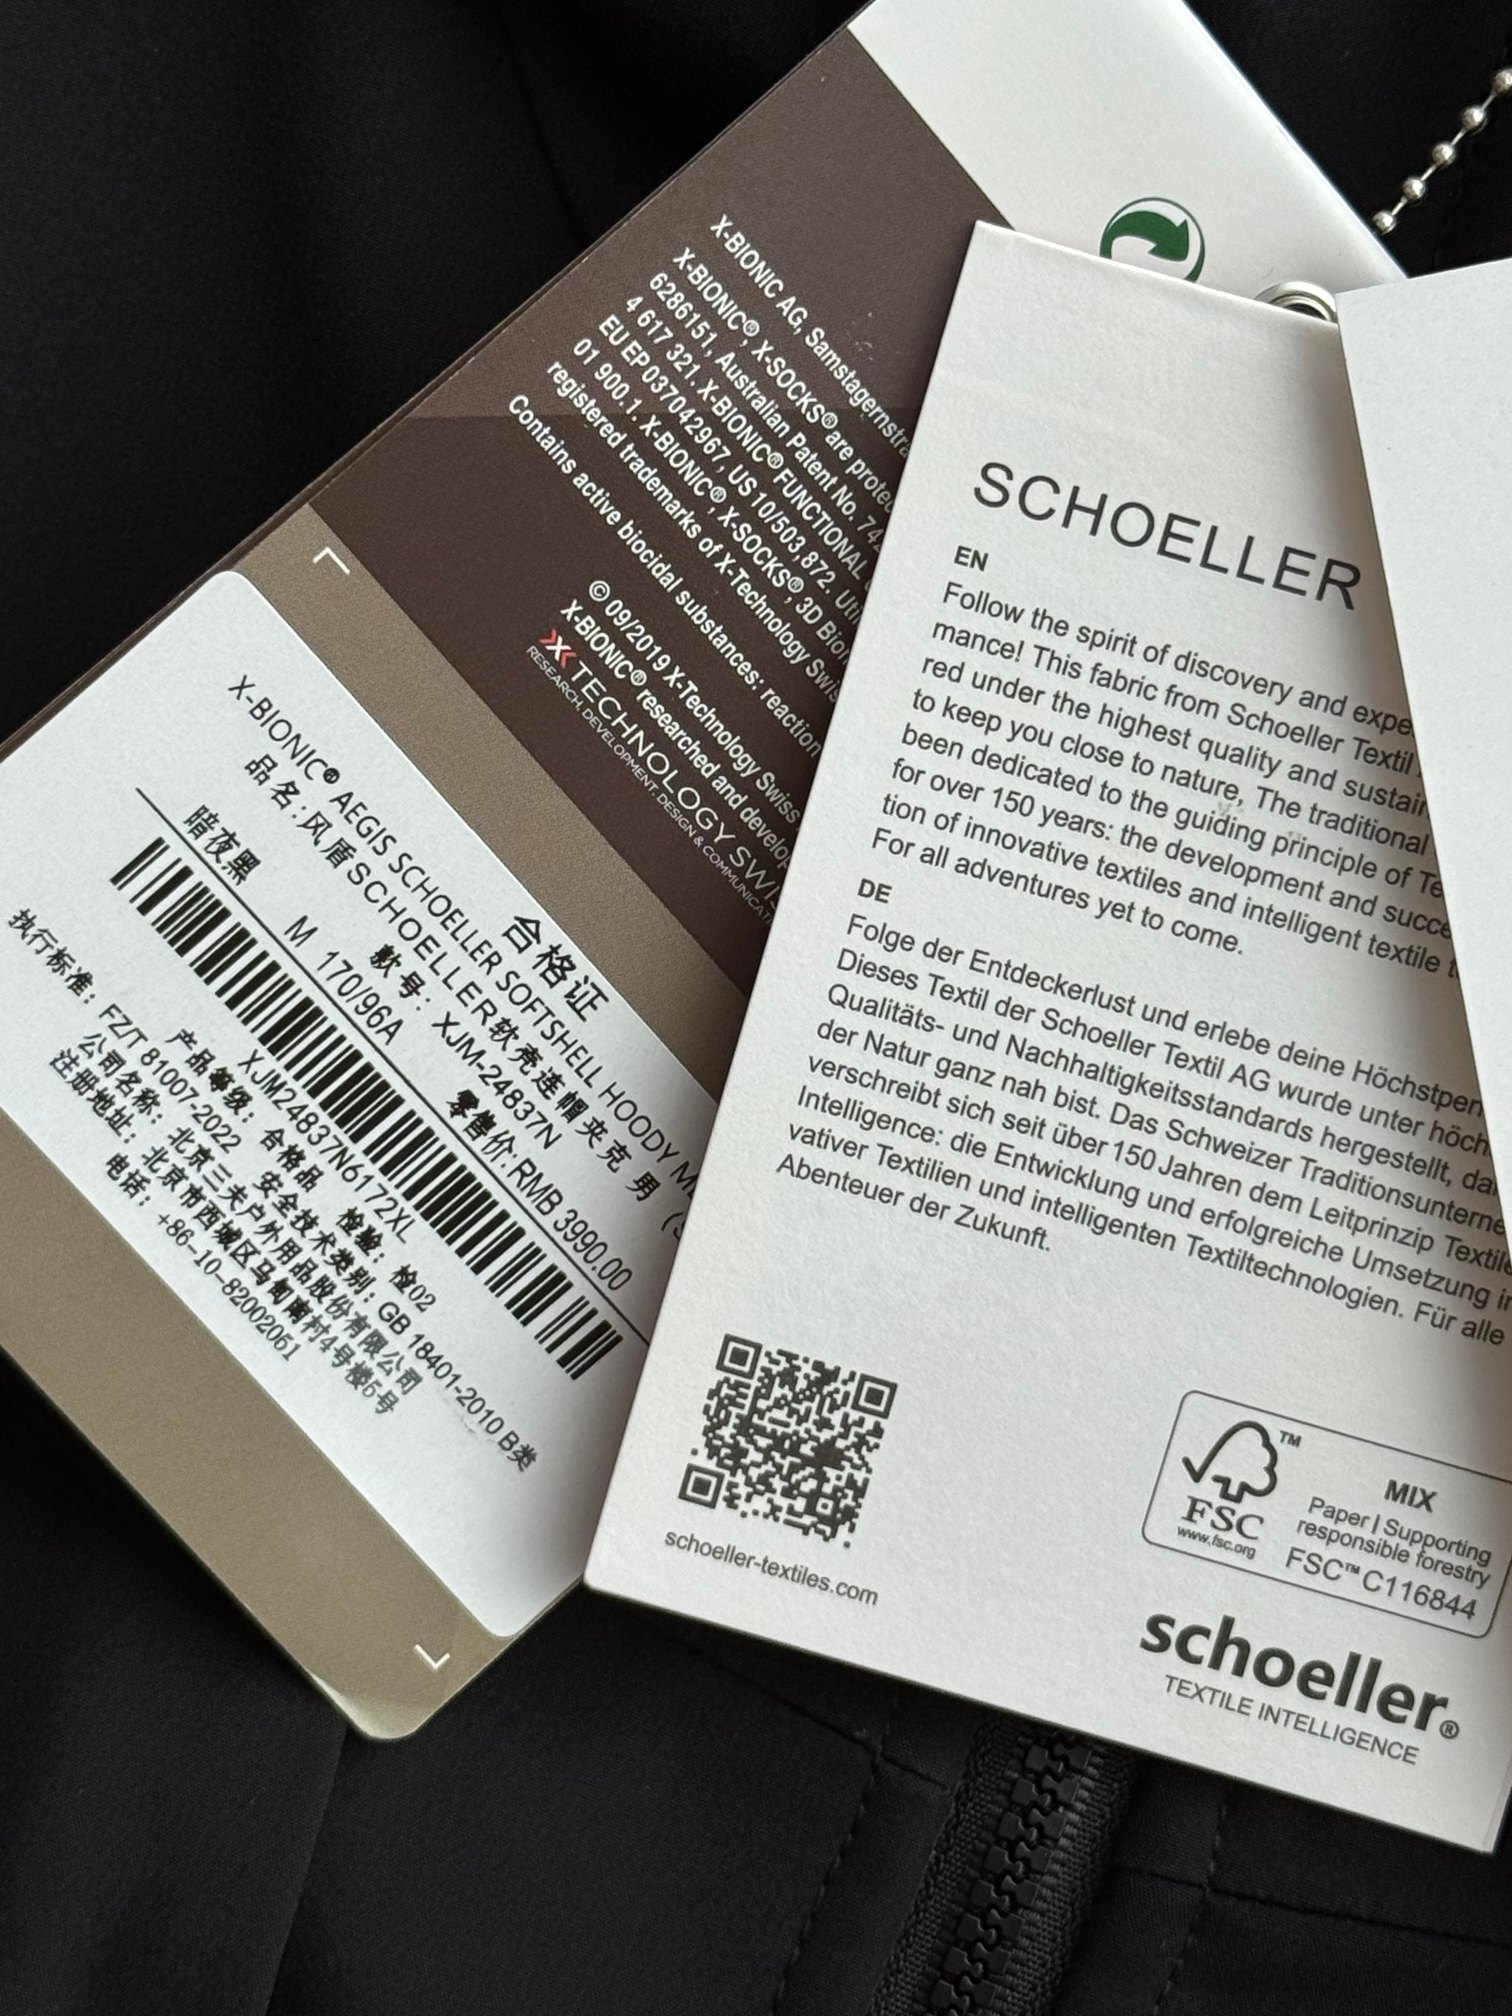 X-BIONIC AG, Samstagernstra
X-BIONIC®, X-SOCKS® are protec
6286151, Australian Patent No. 742
4 617 321. X-BIONIC® FUNCTIONAL
EU EP 037042967, US 10/503,872. Ulti
01 900.1. X-BIONIC®, X-SOCKS®, 3D Bion
registered trademarks of X-Technology Swis
Contains active biocidal substances: reaction
© 09/2019 X-Technology Swiss
X-BIONIC® researched and develop
X TECHNOLOGY SWIS
RESEARCH, DEVELOPMENT, DESIGN & COMMUNICATI
合格证
X-BIONIC® AEGIS SCHOELLER SOFTSHELL HOODY M
品名:风盾SCHOELLER软壳连帽夹克 男
款号: XJM-24837N
暗夜黑 M 170/96A 零售价:RMB 3990.00
XJM24837N6172XL
产品等级: 合格品 检验: 检02
执行标准: FZ/T 81007-2022 安全技术类别: GB 18401-2010 B类
公司名称: 北京三夫户外用品股份有限公司
注册地址: 北京市西城区马甸南村4号楼5号
电话: +86-10-82002051
SCHOELLER
EN
Follow the spirit of discovery and expe
mance! This fabric from Schoeller Textil
red under the highest quality and sustain
to keep you close to nature, The traditional
been dedicated to the guiding principle of Te
for over 150 years: the development and succe
tion of innovative textiles and intelligent textile t
For all adventures yet to come.
DE
Folge der Entdeckerlust und erlebe deine Höchstperf
Dieses Textil der Schoeller Textil AG wurde unter höch
Qualitäts- und Nachhaltigkeitsstandards hergestellt, da
der Natur ganz nah bist. Das Schweizer Traditionsunterne
verschreibt sich seit über 150 Jahren dem Leitprinzip Textile
Intelligence: die Entwicklung und erfolgreiche Umsetzung in
vativer Textilien und intelligenten Textiltechnologien. Für alle
Abenteuer der Zukunft.
schoeller-textiles.com
FSC™
www.fsc.org
MIX
Paper | Supporting
responsible forestry
FSC™ C116844
schoeller®
TEXTILE INTELLIGENCE